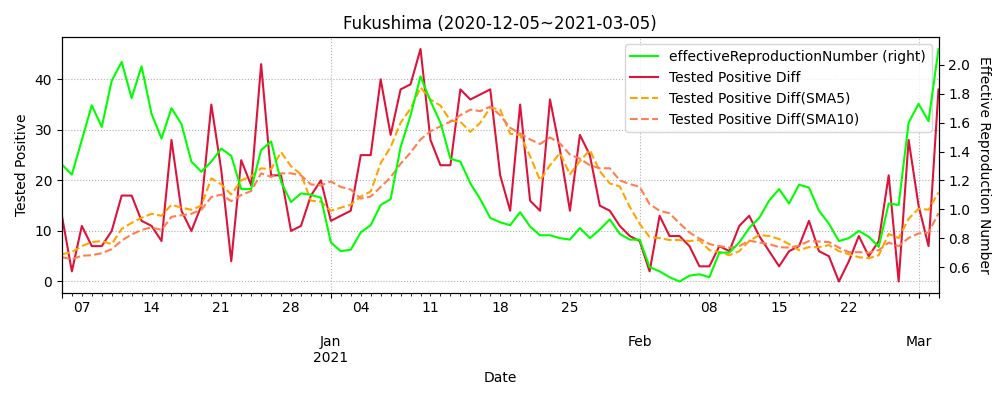 Fukushima (2020-12-05~2021-03-05)
effectiveReproductionNumber (right)
Tested Positive Diff
Tested Positive Diff(SMA5)
Tested Positive Diff(SMA10)
Tested Positive
40
30
20
10
0
2.0
1.8
1.6
1.4
1.2
1.0
0.8
0.6
Effective Reproduction Number
07 14 21 28 04 11 18 25 08 15 22
Jan Feb Mar
2021
Date